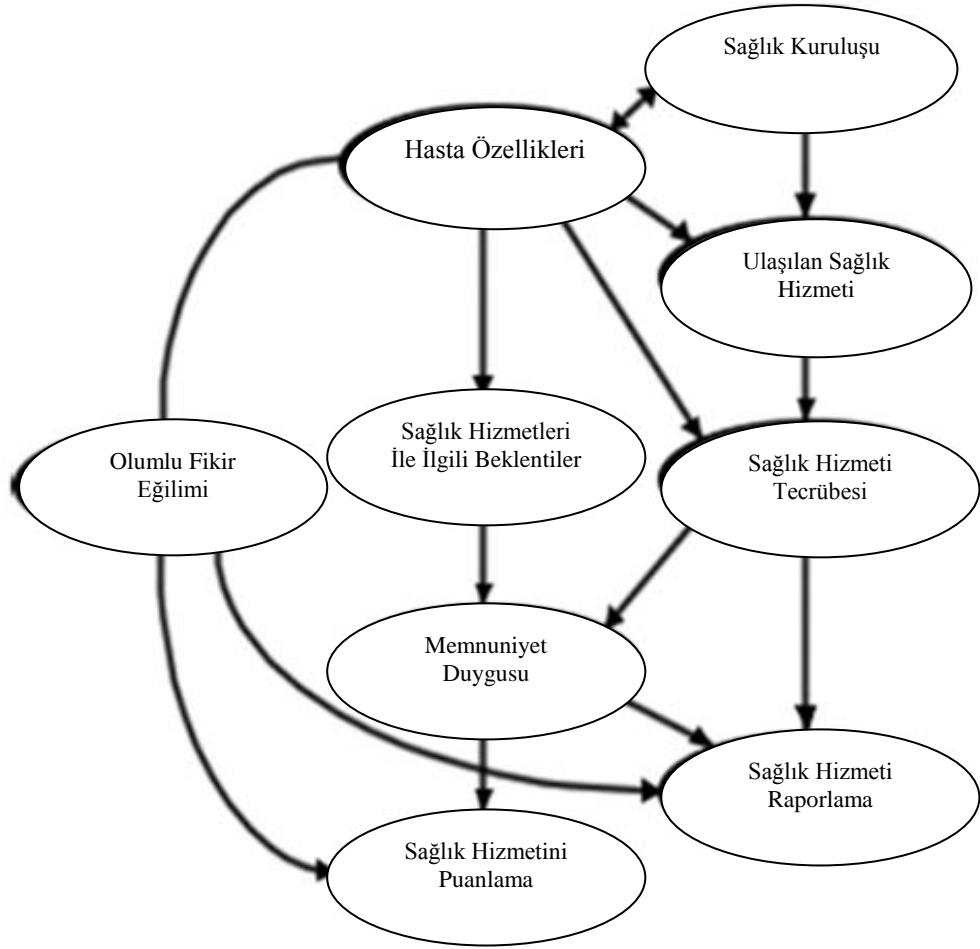 Sağlık Kuruluşu
Hasta Özellikleri
Ulaşılan Sağlık
Hizmeti
Sağlık Hizmetleri
İle İlgili Beklentiler
Olumlu Fikir
Eğilimi
Sağlık Hizmeti
Tecrübesi
Memnuniyet
Duygusu
Sağlık Hizmeti
Raporlama
Sağlık Hizmetini
Puanlama